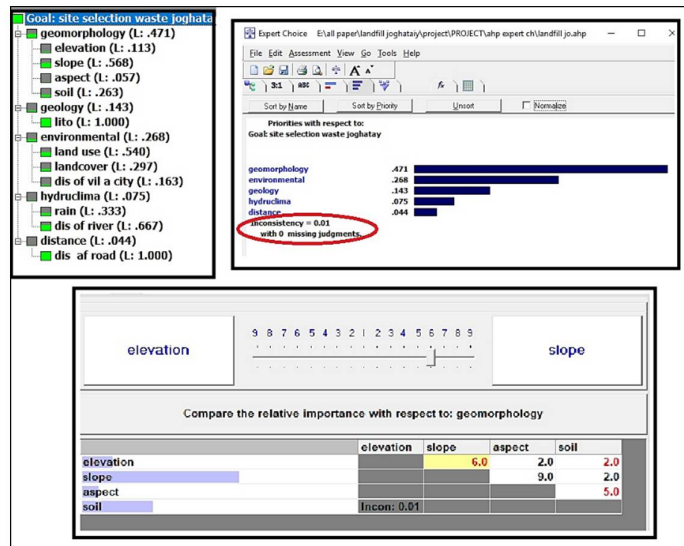 Goal: site selection waste joghata
geomorphology (L: .471)
elevation (L: .113)
slope (L: .568)
aspect (L: .057)
soil (L: .263)
geology (L: .143)
lito (L: 1.000)
environmental (L: .268)
land use (L: .540)
landcover (L: .297)
dis of vil a city (L: .163)
hydruclima (L: .075)
rain (L: .333)
dis of river (L: .667)
distance (L: .044)
dis af road (L: 1.000)
Expert Choice E:\all paper\landfill joghataiy\project\PROJECT\ahp expert ch\landfill jo.ahp
File Edit Assessment View Go Tools Help
3:1 ABC
Sort by Name Sort by Priority Unsort Normalize
Priorities with respect to:
Goal: site selection waste joghatay
geomorphology .471
environmental .268
geology .143
hydruclima .075
distance .044
Inconsistency = 0.01
with 0 missing judgments.
elevation
9 8 7 6 5 4 3 2 1 2 3 4 5 6 7 8 9
slope
Compare the relative importance with respect to: geomorphology
elevation slope aspect soil
elevation 6.0 2.0 2.0
slope 9.0 2.0
aspect 5.0
soil Incon: 0.01